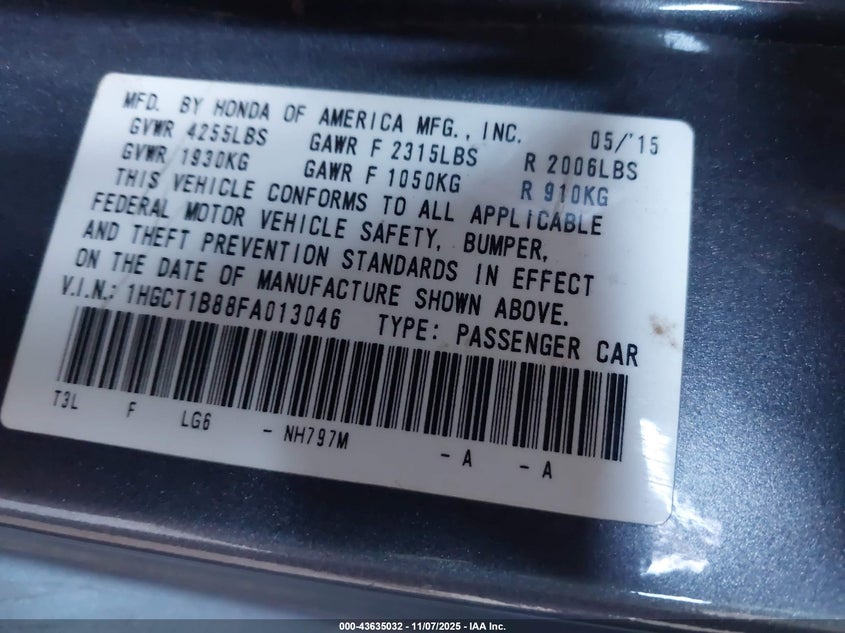 MFD. BY HONDA OF AMERICA MFG., INC. 05/'15
GVWR 4255LBS GAWR F 2315LBS R 2006LBS
GVWR 1930KG GAWR F 1050KG R 910KG
THIS VEHICLE CONFORMS TO ALL APPLICABLE
FEDERAL MOTOR VEHICLE SAFETY, BUMPER,
AND THEFT PREVENTION STANDARDS IN EFFECT
ON THE DATE OF MANUFACTURE SHOWN ABOVE.
V.I.N.: 1HGCT1B88FA013046 TYPE: PASSENGER CAR
T3L F LG6 - NH797M - A - A
000-43635032 - 11/07/2025 - IAA Inc.